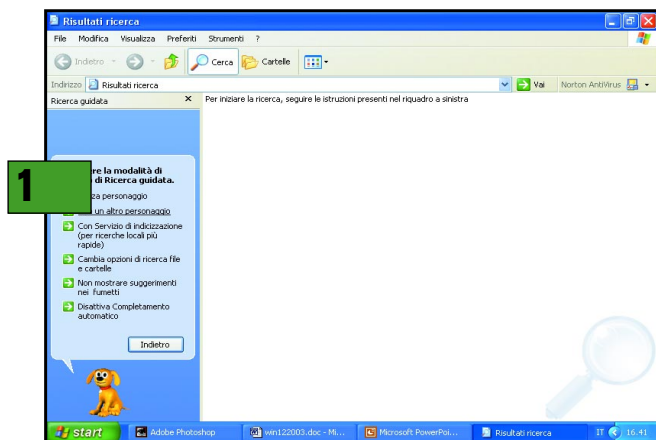 Risultati ricerca
File Modifica Visualizza Preferiti Strumenti ?
Indietro Cerca Cartelle
Indirizzo Risultati ricerca Vai Norton AntiVirus
Ricerca guidata
Per iniziare la ricerca, seguire le istruzioni presenti nel riquadro a sinistra
1
la modalità di
di Ricerca guidata.
personaggio
un altro personaggio
Con Servizio di indicizzazione
(per ricerche locali più
rapide)
Cambia opzioni di ricerca file
e cartelle
Non mostrare suggerimenti
nei fumetti
Disattiva Completamento
automatico
Indietro
start Adobe Photoshop win122003.doc - Mi... Microsoft PowerPoi... Risultati ricerca IT 16.41